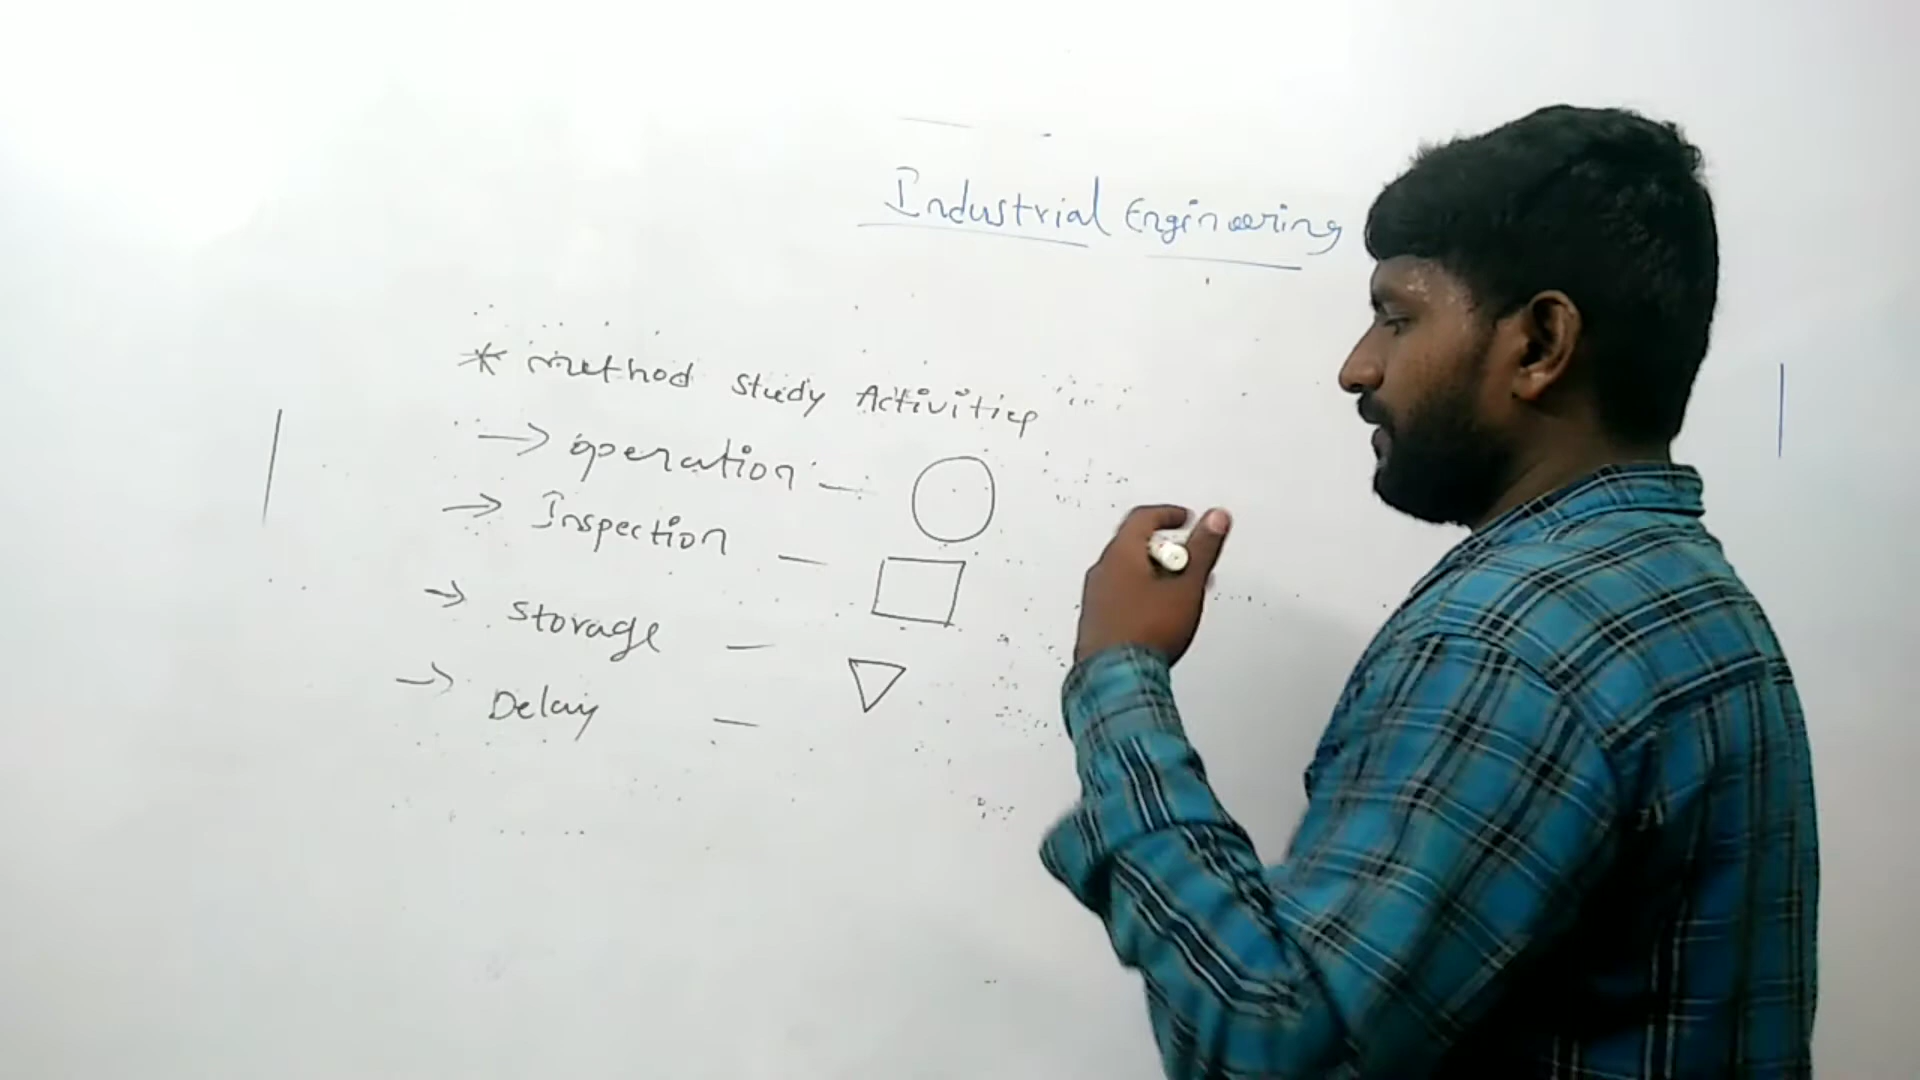 Industrial Engineering
* method study Activities
→ operation —
→ Inspection —
→ storage —
→ Delay —